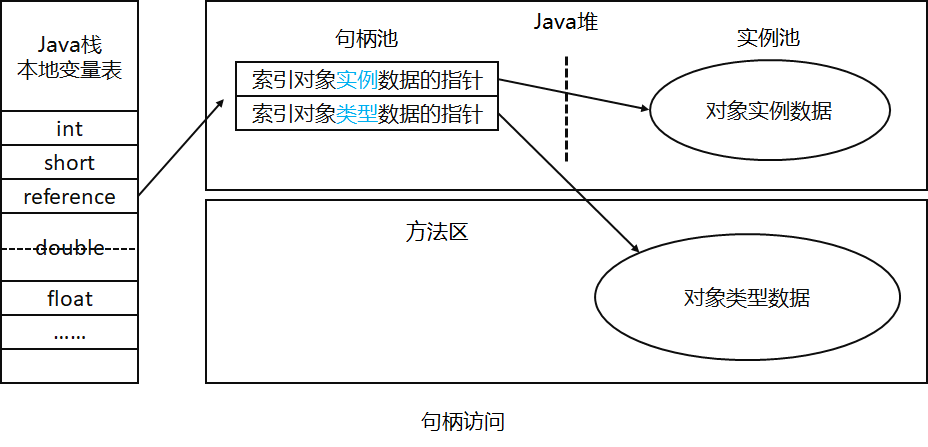 Java栈
本地变量表
int
short
reference
double
float
……
Java堆
句柄池
实例池
索引对象实例数据的指针
索引对象类型数据的指针
对象实例数据
方法区
对象类型数据
句柄访问